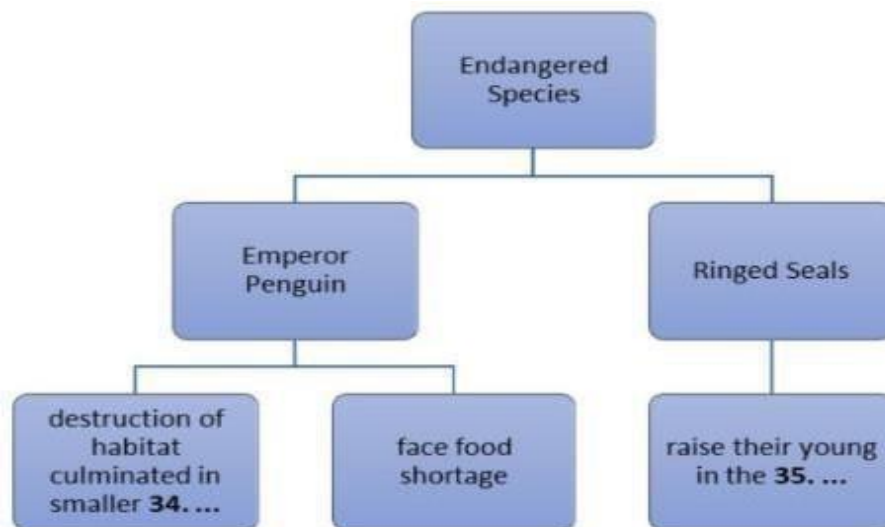 Endangered
Species
Emperor
Penguin
Ringed Seals
destruction of
habitat
culminated in
smaller 34. ...
face food
shortage
raise their young
in the 35. ...